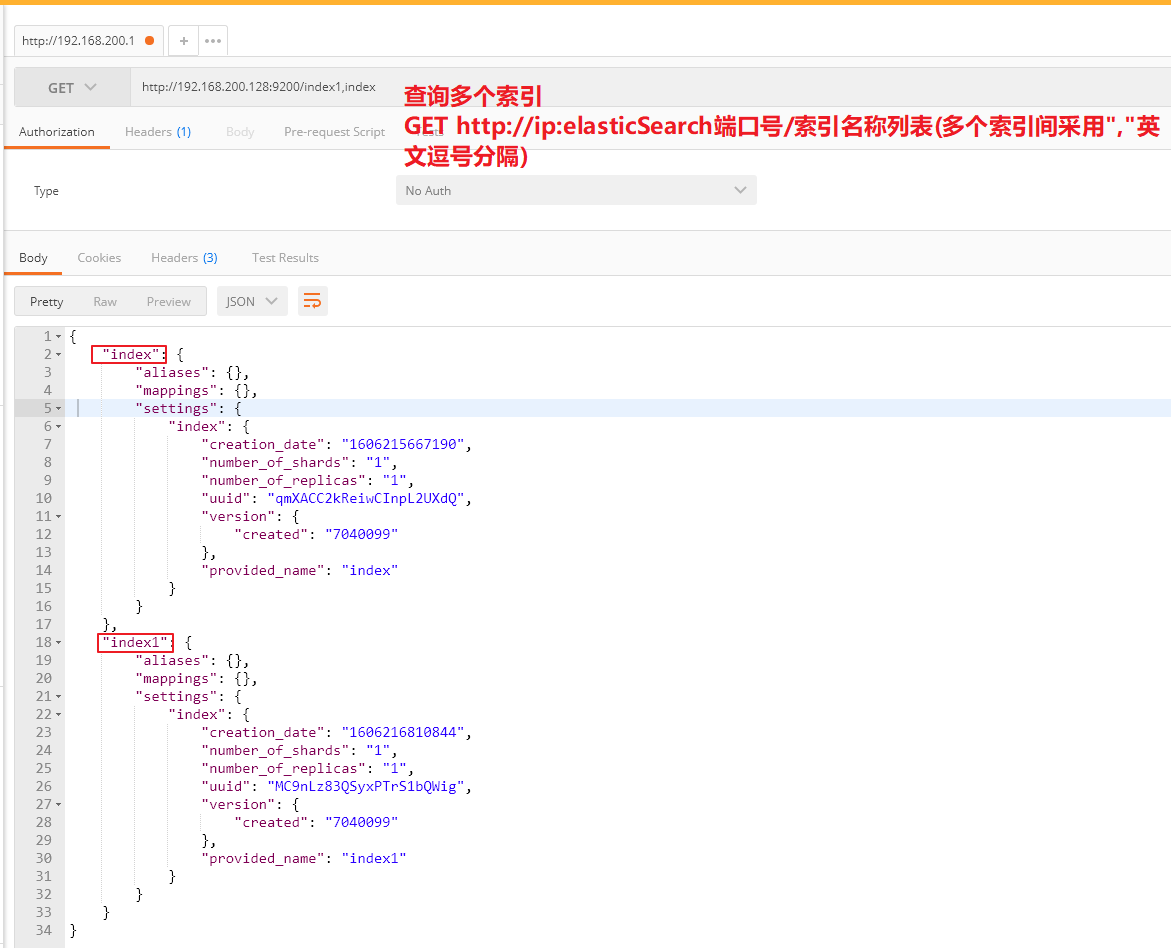 http://192.168.200.1
+ •••
GET http://192.168.200.128:9200/index1,index
查询多个索引
GET http://ip:elasticSearch端口号/索引名称列表(多个索引间采用","英
文逗号分隔)
Authorization Headers (1) Body Pre-request Script Tests
Type No Auth
Body Cookies Headers (3) Test Results
Pretty Raw Preview JSON
1 {
2 "index": {
3 "aliases": {},
4 "mappings": {},
5 "settings": {
6 "index": {
7 "creation_date": "1606215667190",
8 "number_of_shards": "1",
9 "number_of_replicas": "1",
10 "uuid": "qmXACC2kReiwCInpL2UXdQ",
11 "version": {
12 "created": "7040099"
13 },
14 "provided_name": "index"
15 }
16 }
17 },
18 "index1": {
19 "aliases": {},
20 "mappings": {},
21 "settings": {
22 "index": {
23 "creation_date": "1606216810844",
24 "number_of_shards": "1",
25 "number_of_replicas": "1",
26 "uuid": "MC9nLz83QSyxPTrS1bQWig",
27 "version": {
28 "created": "7040099"
29 },
30 "provided_name": "index1"
31 }
32 }
33 }
34 }